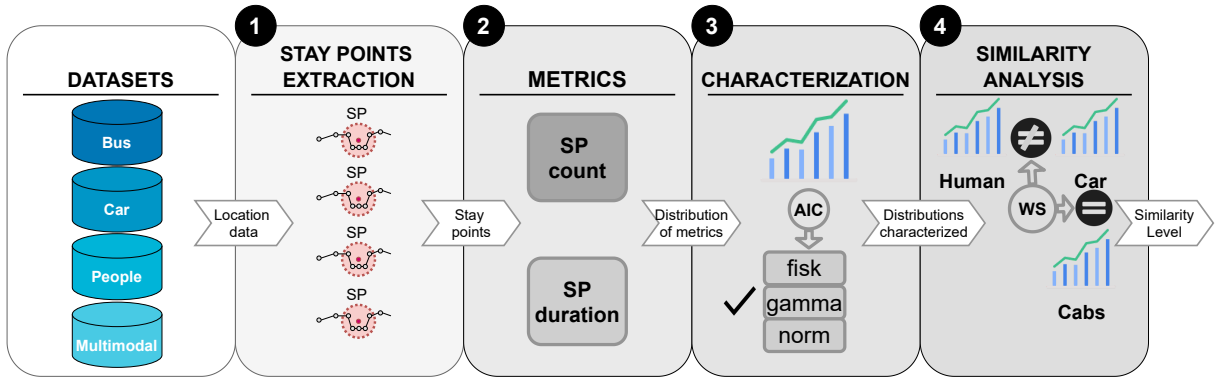 DATASETS
Bus
Car
People
Multimodal
Location
data
1
STAY POINTS
EXTRACTION
SP
SP
SP
SP
Stay
points
2
METRICS
SP
count
SP
duration
Distribution
of metrics
3
CHARACTERIZATION
AIC
fisk
gamma
norm
Distributions
characterized
4
SIMILARITY
ANALYSIS
≠
Human
Car
WS
=
Cabs
Similarity
Level